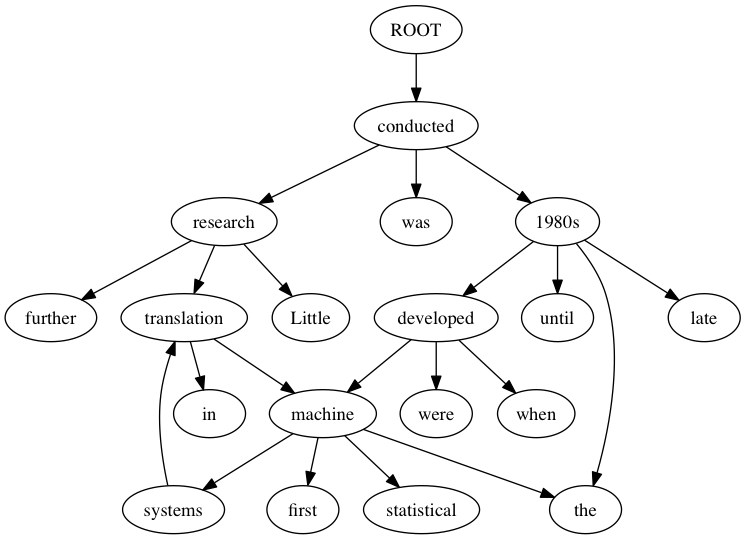 ROOT
conducted
research was 1980s
further translation Little developed until late
in machine were when
systems first statistical the